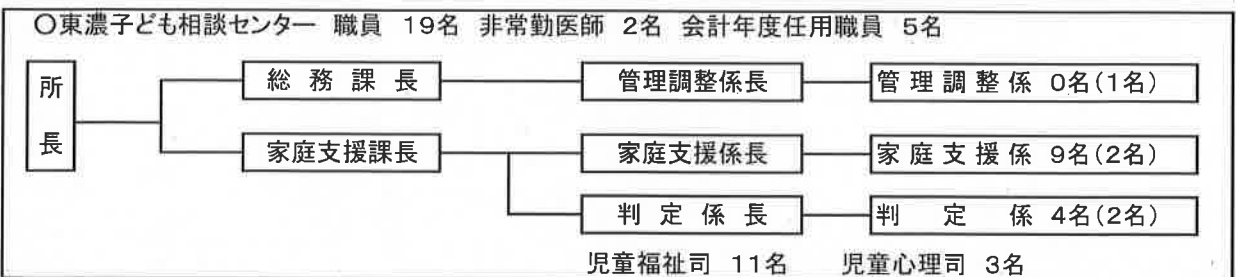 〇東濃子ども相談センター 職員 19名 非常勤医師 2名 会計年度任用職員 5名
所長
総務課長 管理調整係長 管理調整係 0名(1名)
家庭支援課長 家庭支援係長 家庭支援係 9名(2名)
判定係長 判定係 4名(2名)
児童福祉司 11名 児童心理司 3名